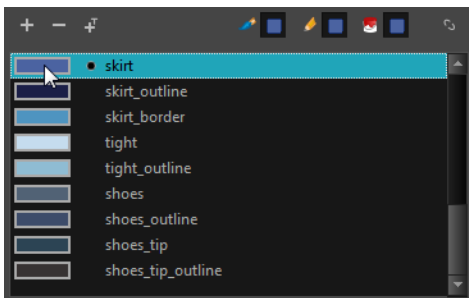 skirt
skirt_outline
skirt_border
tight
tight_outline
shoes
shoes_outline
shoes_tip
shoes_tip_outline